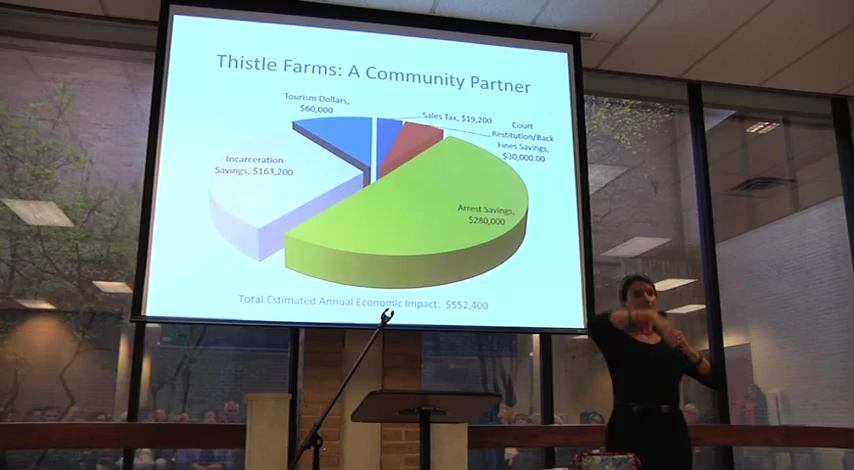 Thistle Farms: A Community Partner
Tourism Dollars,
$60,000
Sales Tax, $19,200
Court
Restitution/Back
Fines Savings,
$30,000.00
Incarceration
Savings, $163,200
Arrest Savings,
$280,000
Total Estimated Annual Economic Impact: $552,400